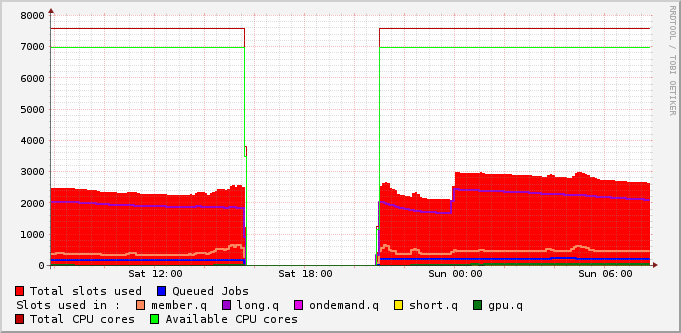 8000
7000
6000
5000
4000
3000
2000
1000
0
Sat 12:00 Sat 18:00 Sun 00:00 Sun 06:00
RRDTOOL / TOBI OETIKER
Total slots used Queued Jobs
Slots used in : member.q long.q ondemand.q short.q gpu.q
Total CPU cores Available CPU cores